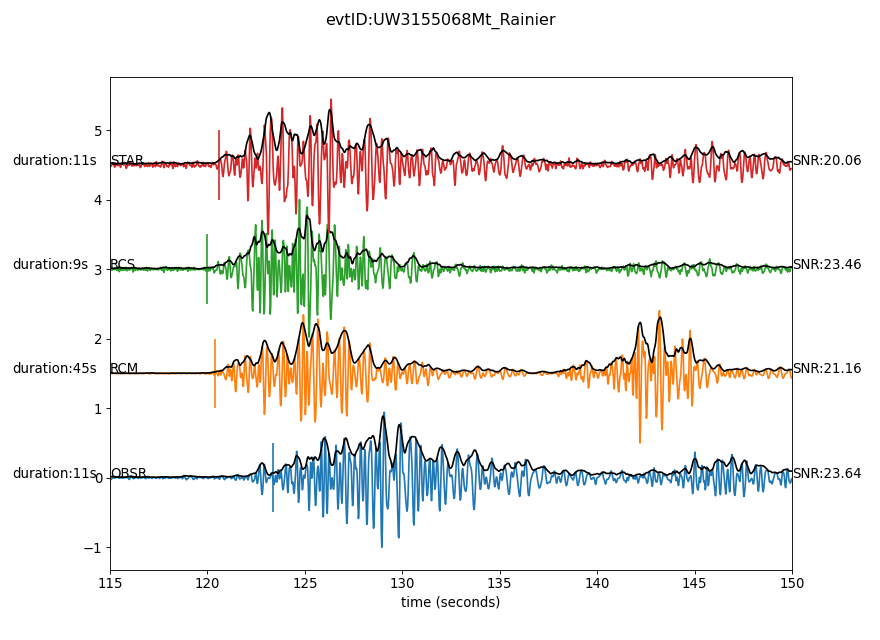 evtID:UW3155068Mt_Rainier
5
duration:11s STAR SNR:20.06
4
duration:9s 3 RCS SNR:23.46
2
duration:45s RCM SNR:21.16
1
duration:11s 0 OBSR SNR:23.64
−1
115 120 125 130 135 140 145 150
time (seconds)